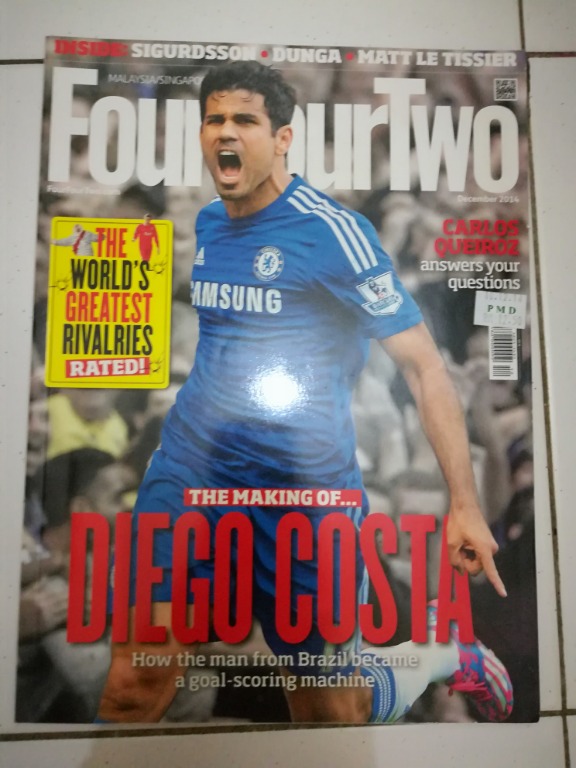 INSIDE: SIGURDSSON • DUNGA • MATT LE TISSIER
MALAYSIA/SINGAPO
FourFourTwo
December 2014
THE
WORLD'S
GREATEST
RIVALRIES
RATED!
CARLOS
QUEIROZ
answers your
questions
PMD
SAMSUNG
THE MAKING OF...
DIEGO COSTA
How the man from Brazil became
a goal-scoring machine